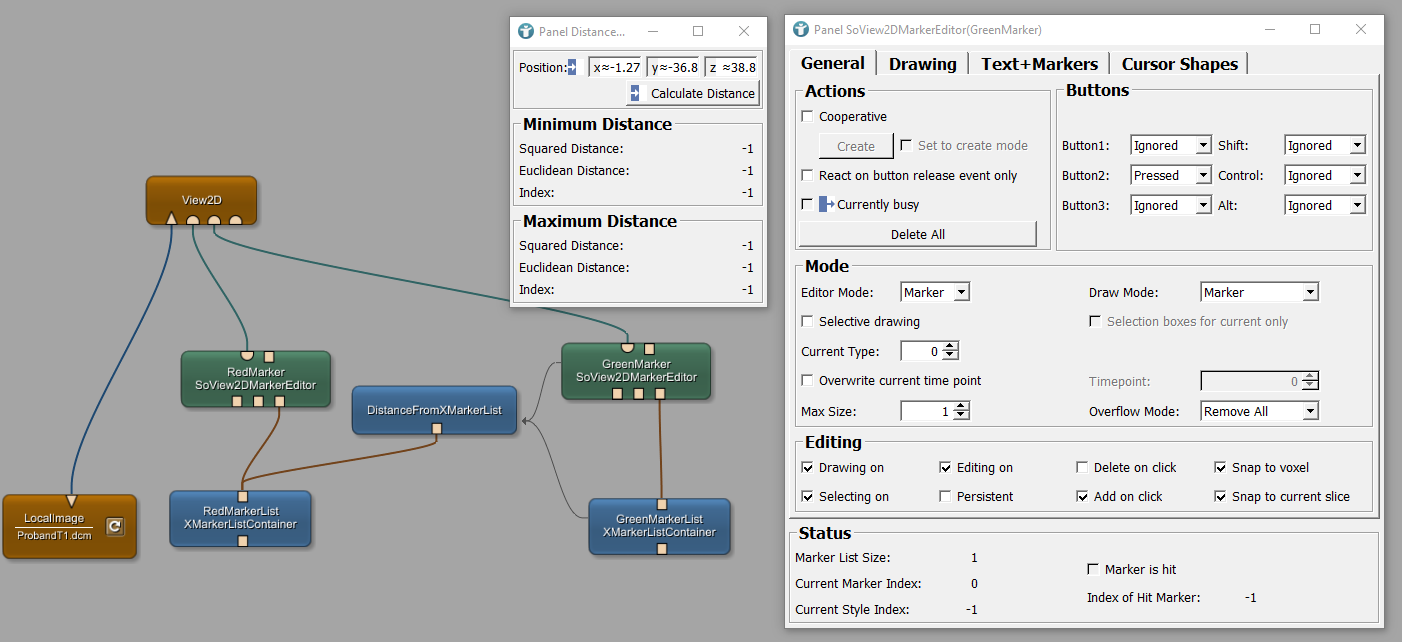 View2D
RedMarker
SoView2DMarkerEditor
DistanceFromXMarkerList
GreenMarker
SoView2DMarkerEditor
LocalImage
ProbandT1.dcm
RedMarkerList
XMarkerListContainer
GreenMarkerList
XMarkerListContainer
Panel Distance...
Position: x≈-1.27 y≈-36.8 z ≈38.8
Calculate Distance
Minimum Distance
Squared Distance: -1
Euclidean Distance: -1
Index: -1
Maximum Distance
Squared Distance: -1
Euclidean Distance: -1
Index: -1
Panel SoView2DMarkerEditor(GreenMarker)
General Drawing Text+Markers Cursor Shapes
Actions
Cooperative
Create Set to create mode
React on button release event only
Currently busy
Delete All
Buttons
Button1: Ignored Shift: Ignored
Button2: Pressed Control: Ignored
Button3: Ignored Alt: Ignored
Mode
Editor Mode: Marker Draw Mode: Marker
Selective drawing Selection boxes for current only
Current Type: 0
Overwrite current time point Timepoint: 0
Max Size: 1 Overflow Mode: Remove All
Editing
Drawing on Editing on Delete on click Snap to voxel
Selecting on Persistent Add on click Snap to current slice
Status
Marker List Size: 1
Marker is hit
Current Marker Index: 0
Index of Hit Marker: -1
Current Style Index: -1